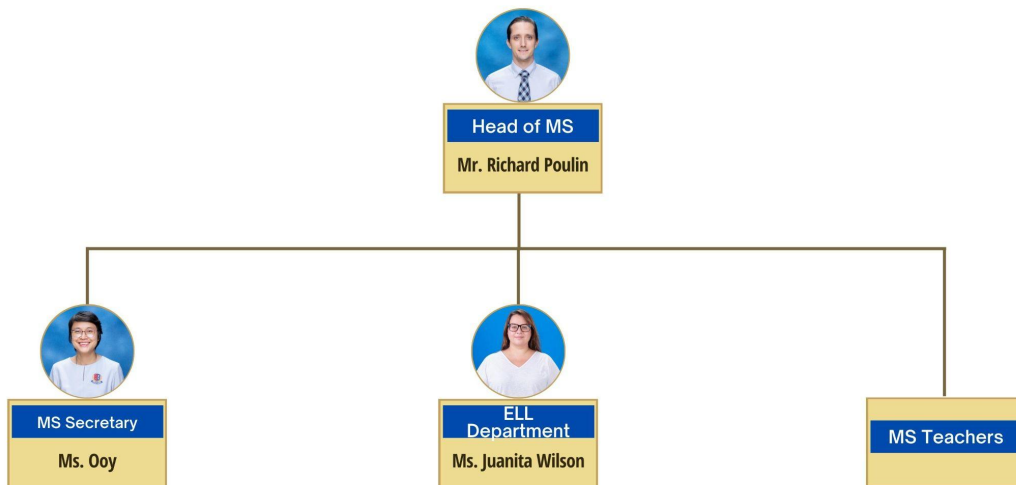 Head of MS
Mr. Richard Poulin
MS Secretary
Ms. Ooy
ELL
Department
Ms. Juanita Wilson
MS Teachers